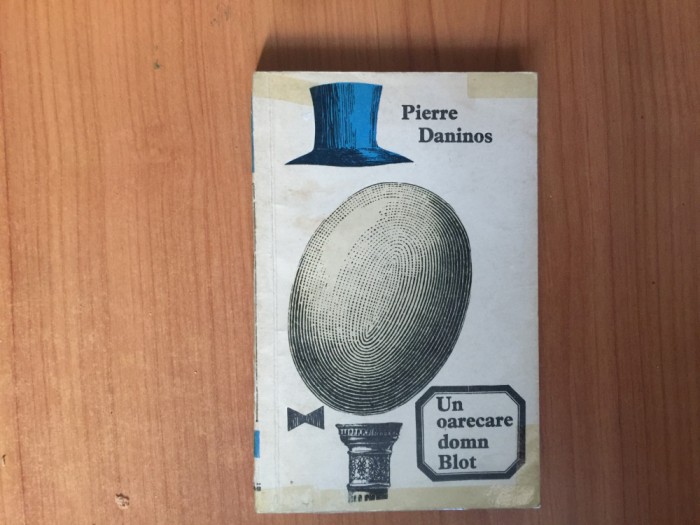 Pierre
Daninos
Un
oarecare
domn
Blot